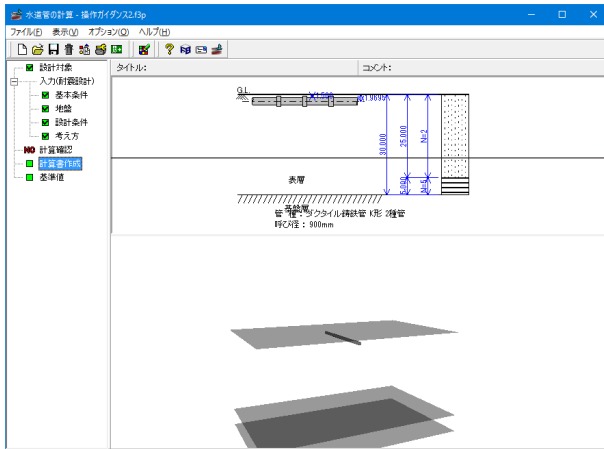 水道管の計算 - 操作ガイダンス2.f3p
ファイル(F) 表示(V) オプション(O) ヘルプ(H)
設計対象
入力(耐震設計)
基本条件
地盤
設計条件
考え方
NO 計算確認
計算書作成
基準値
タイトル: コメント:
G.L.
1.9695
30.000
25.000
N=2
5.000
N=5
表層
基盤層
管 種 : ダクタイル鋳鉄管 K形 2種管
呼び径 : 900mm